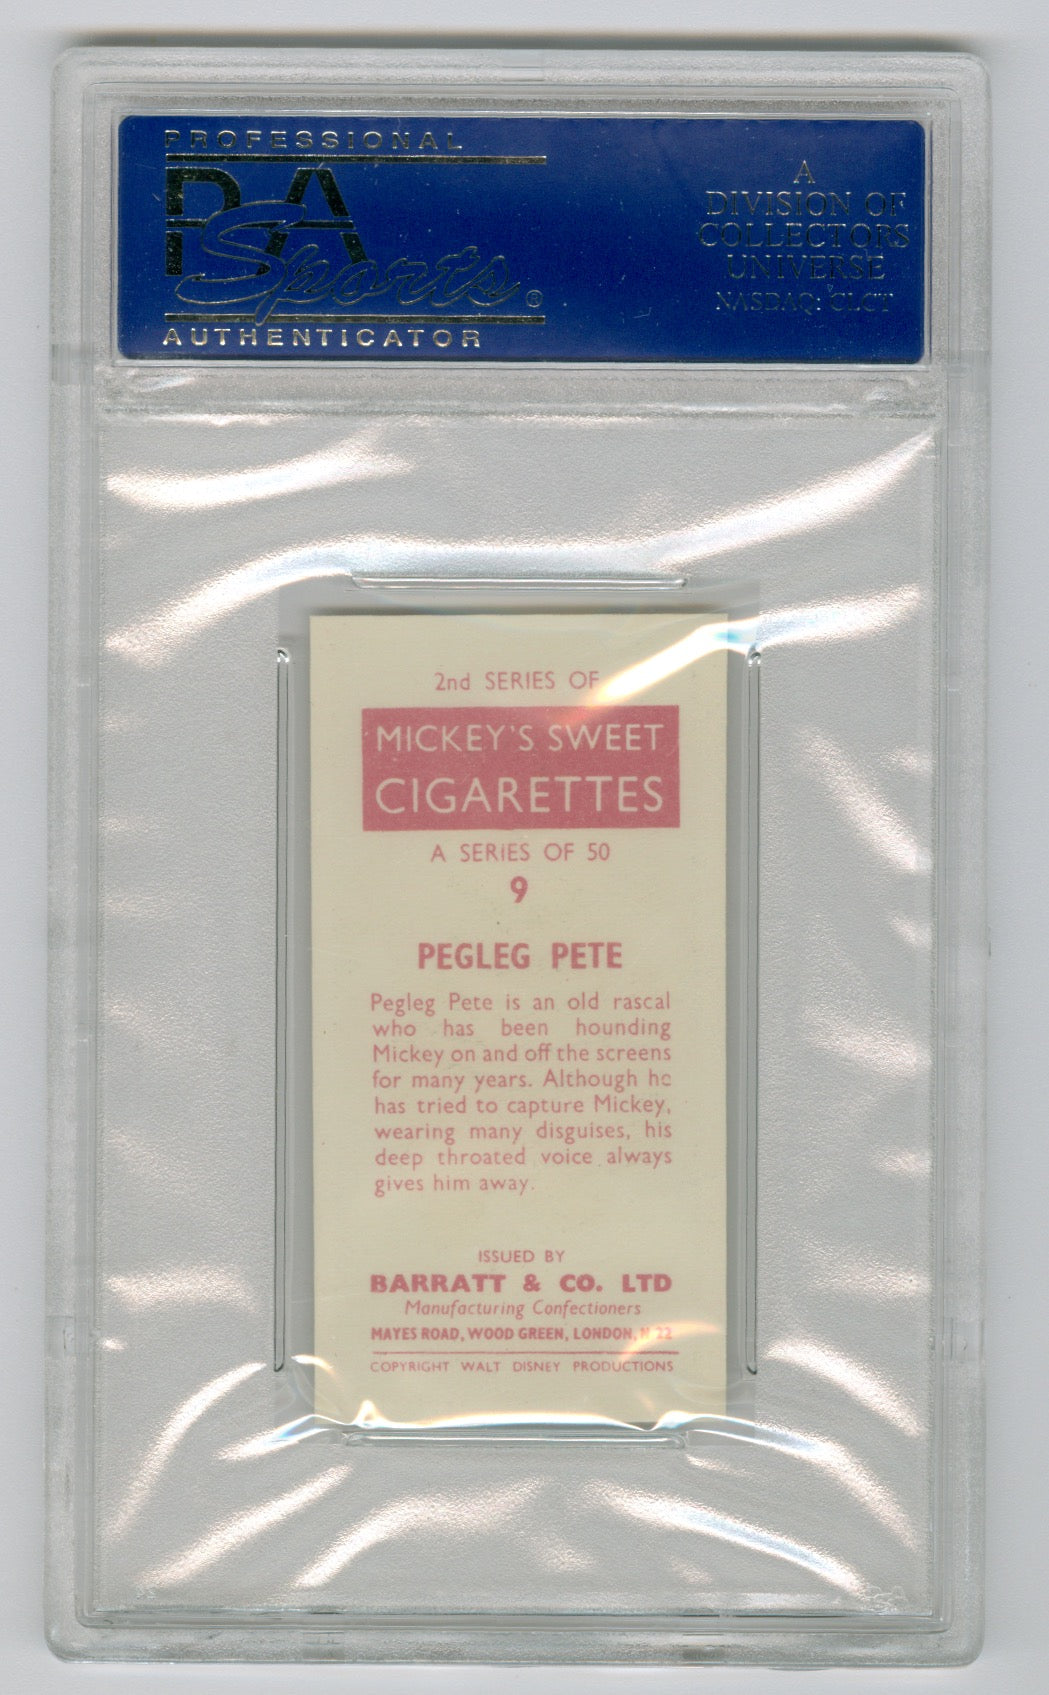 PROFESSIONAL
PSA
Sports®
AUTHENTICATOR
A
DIVISION OF
COLLECTORS
UNIVERSE
NASDAQ: CLCT
2nd SERIES OF
MICKEY'S SWEET
CIGARETTES
A SERIES OF 50
9
PEGLEG PETE
Pegleg Pete is an old rascal
who has been hounding
Mickey on and off the screens
for many years. Although he
has tried to capture Mickey,
wearing many disguises, his
deep throated voice always
gives him away.
ISSUED BY
BARRATT & CO. LTD
Manufacturing Confectioners
MAYES ROAD, WOOD GREEN, LONDON, N 22
COPYRIGHT WALT DISNEY PRODUCTIONS